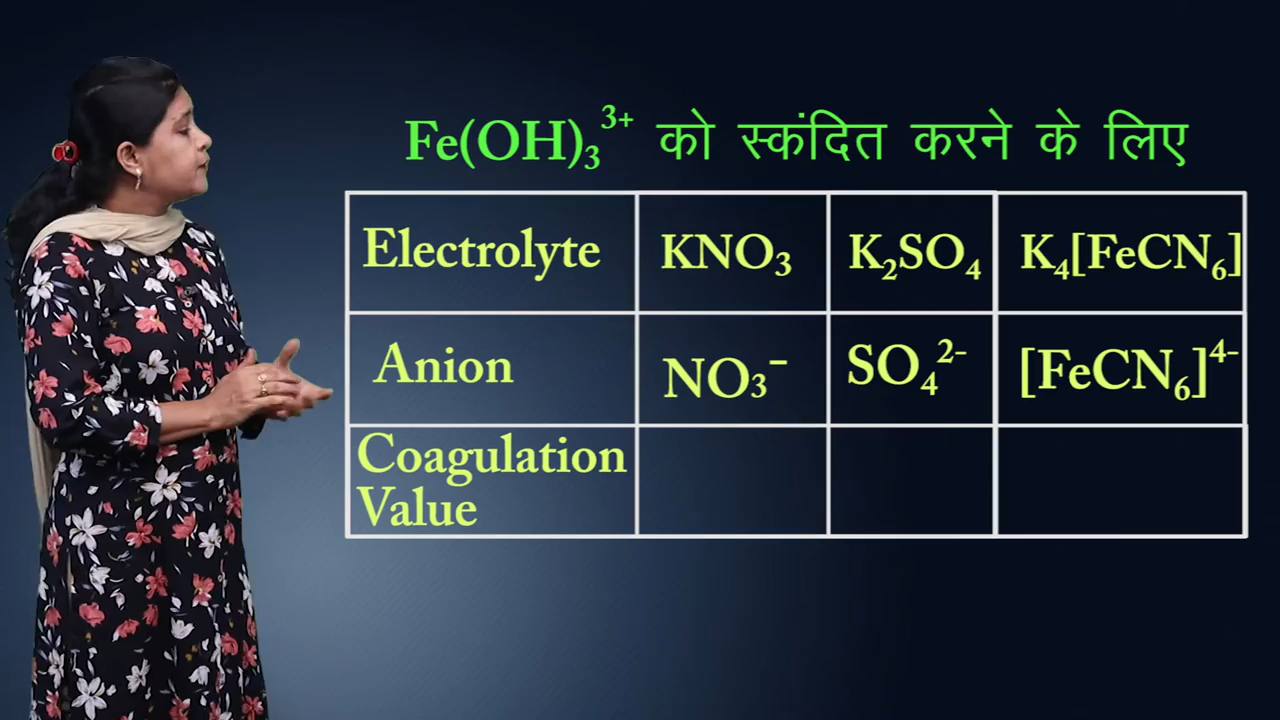 Fe(OH)₃³⁺ को स्कंदित करने के लिए
Electrolyte KNO₃ K₂SO₄ K₄[FeCN₆]
Anion NO₃⁻ SO₄²⁻ [FeCN₆]⁴⁻
Coagulation
Value